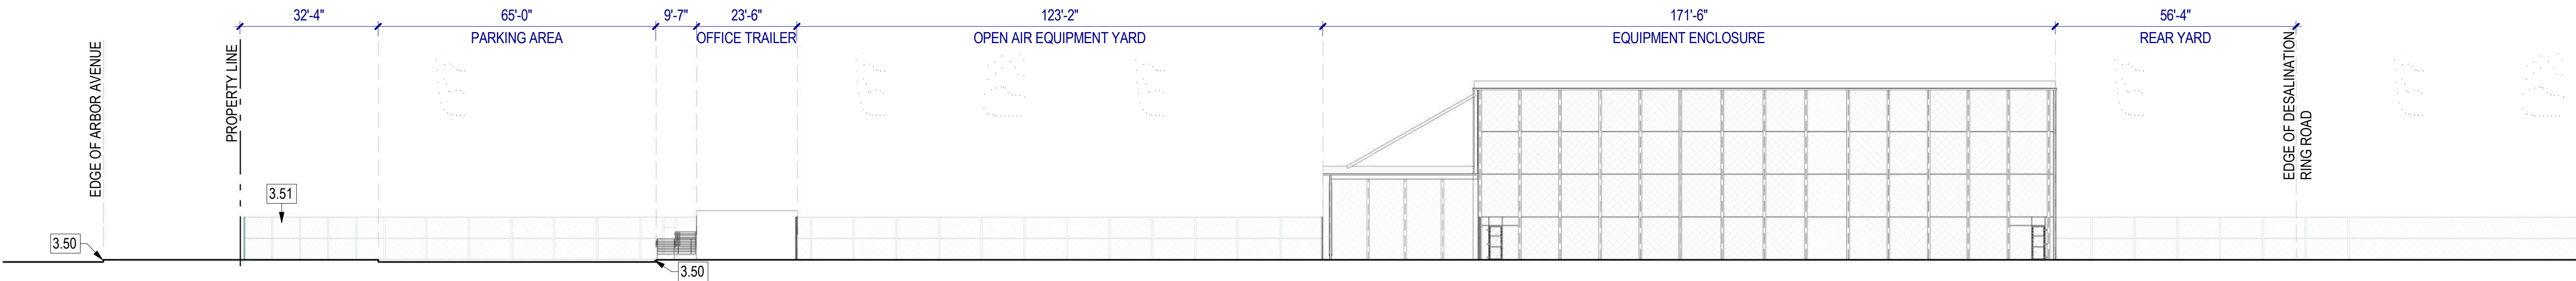 32'-4"
65'-0"
9'-7"
23'-6"
123'-2"
171'-6"
56'-4"
PARKING AREA
OFFICE TRAILER
OPEN AIR EQUIPMENT YARD
EQUIPMENT ENCLOSURE
REAR YARD
EDGE OF ARBOR AVENUE
PROPERTY LINE
EDGE OF DESALINATION
RING ROAD
3.51
3.50
3.50